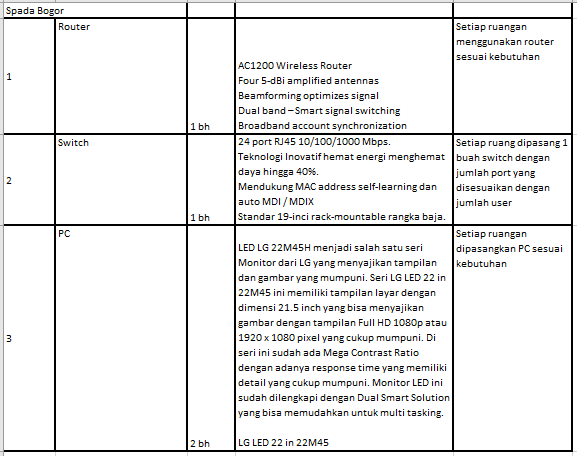 Spada Bogor
1
Router
1 bh
AC1200 Wireless Router
Four 5-dBi amplified antennas
Beamforming optimizes signal
Dual band – Smart signal switching
Broadband account synchronization
Setiap ruangan
menggunakan router
sesuai kebutuhan
2
Switch
1 bh
24 port RJ45 10/100/1000 Mbps.
Teknologi Inovatif hemat energi menghemat
daya hingga 40%.
Mendukung MAC address self-learning dan
auto MDI / MDIX
Standar 19-inci rack-mountable rangka baja.
Setiap ruang dipasang 1
buah switch dengan
jumlah port yang
disesuaikan dengan
jumlah user
3
PC
2 bh
LED LG 22M45H menjadi salah satu seri
Monitor dari LG yang menyajikan tampilan
dan gambar yang mumpuni. Seri LG LED 22 in
22M45 ini memiliki tampilan layar dengan
dimensi 21.5 inch yang bisa menyajikan
gambar dengan tampilan Full HD 1080p atau
1920 x 1080 pixel yang cukup mumpuni. Di
seri ini sudah ada Mega Contrast Ratio
dengan adanya response time yang memiliki
detail yang cukup mumpuni. Monitor LED ini
sudah dilengkapi dengan Dual Smart Solution
yang bisa memudahkan untuk multi tasking.
LG LED 22 in 22M45
Setiap ruangan
dipasangkan PC sesuai
kebutuhan